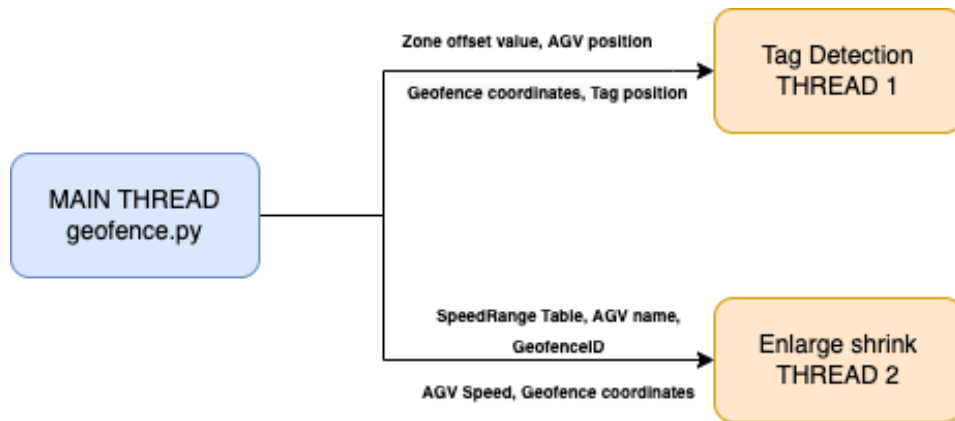 Zone offset value, AGV position
Geofence coordinates, Tag position
Tag Detection
THREAD 1
MAIN THREAD
geofence.py
SpeedRange Table, AGV name,
GeofenceID
AGV Speed, Geofence coordinates
Enlarge shrink
THREAD 2